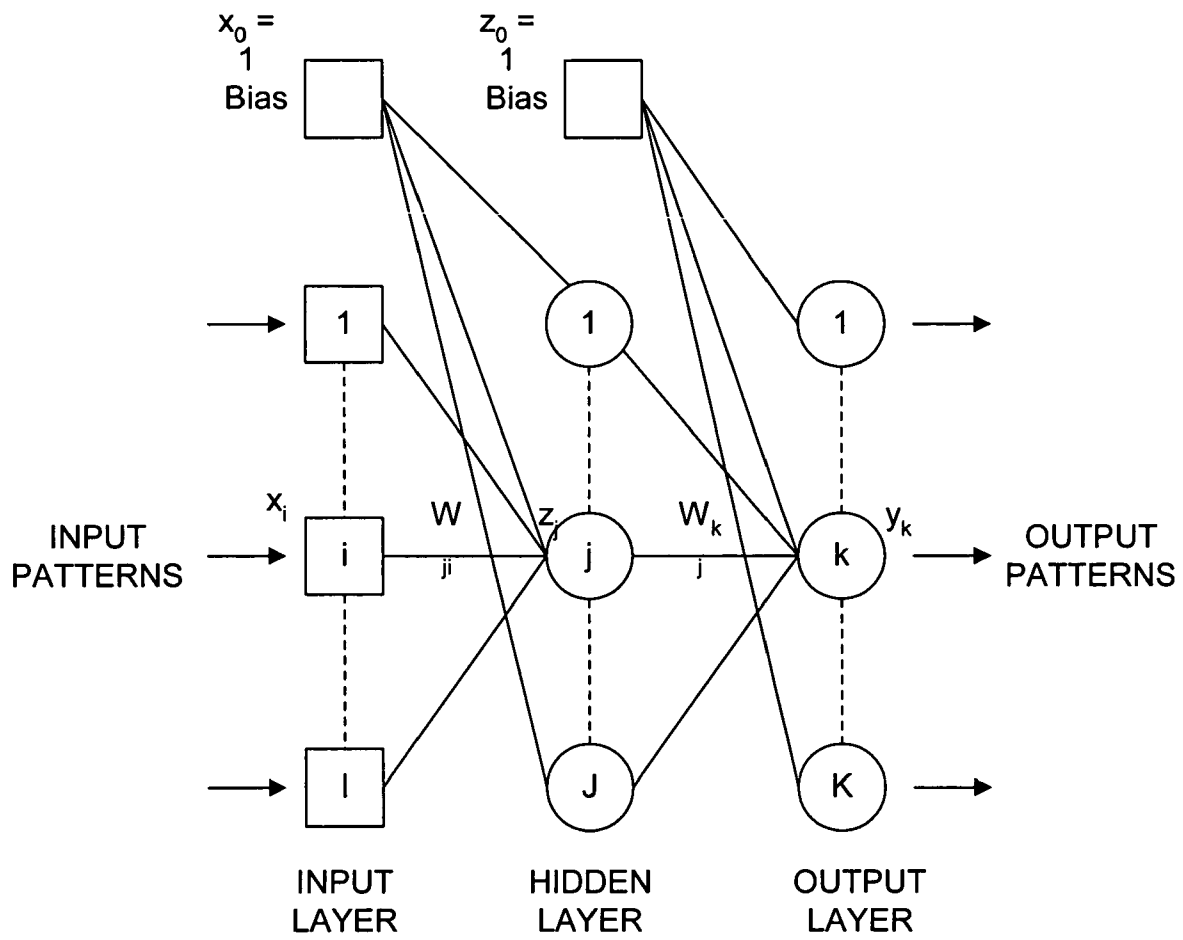 x0 =
1
Bias
z0 =
1
Bias
1
1
1
xi
W
ji
zj
Wk
j
yk
INPUT
PATTERNS
i
j
k
OUTPUT
PATTERNS
I
J
K
INPUT
LAYER
HIDDEN
LAYER
OUTPUT
LAYER